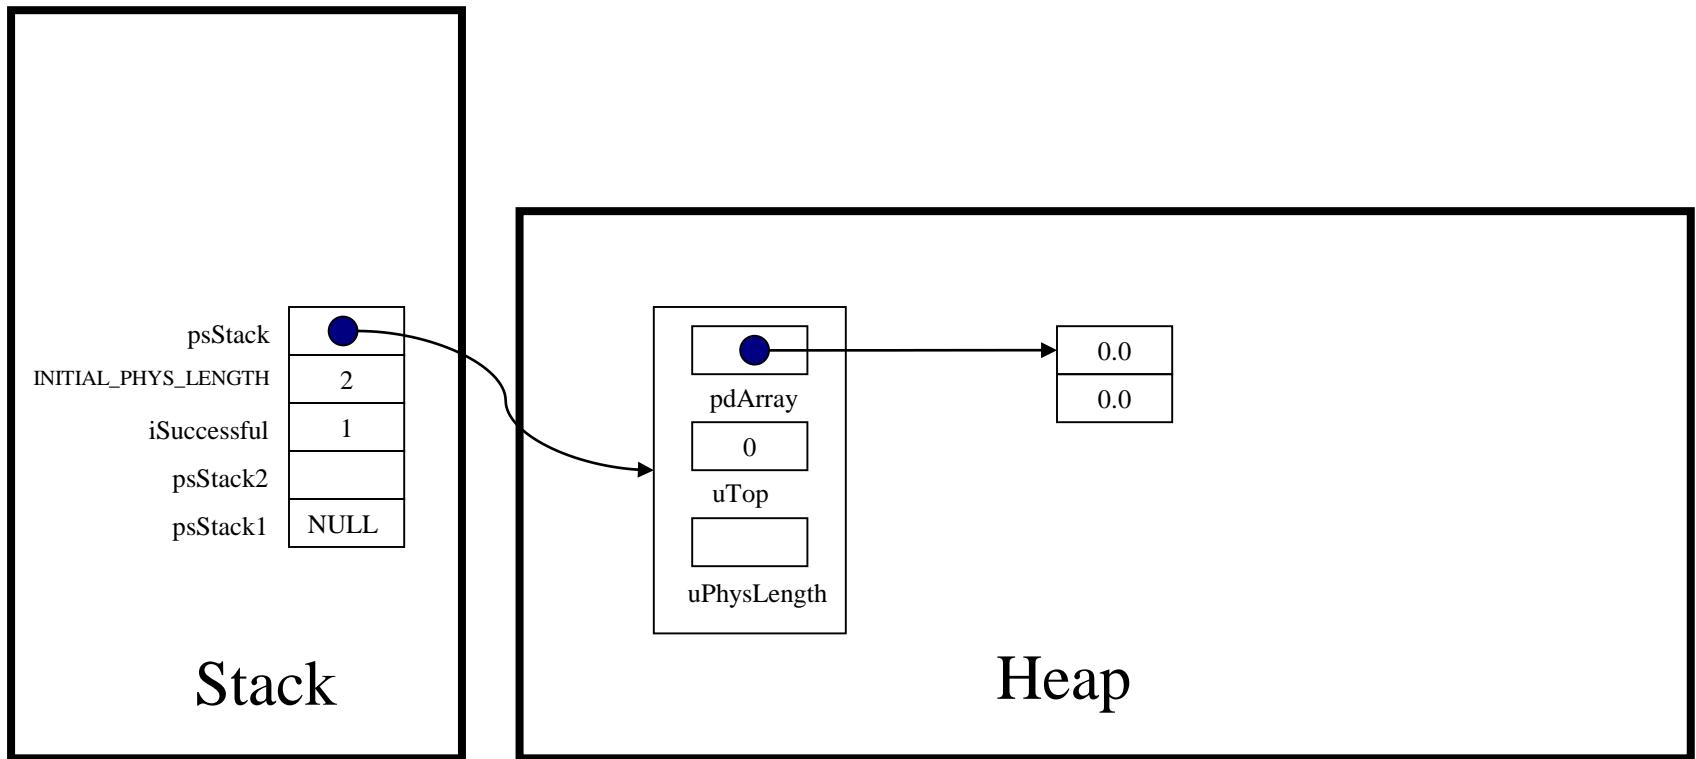 psStack
INITIAL_PHYS_LENGTH 2
iSuccessful 1
psStack2
psStack1 NULL
Stack
pdArray
0
uTop
uPhysLength
0.0
0.0
Heap